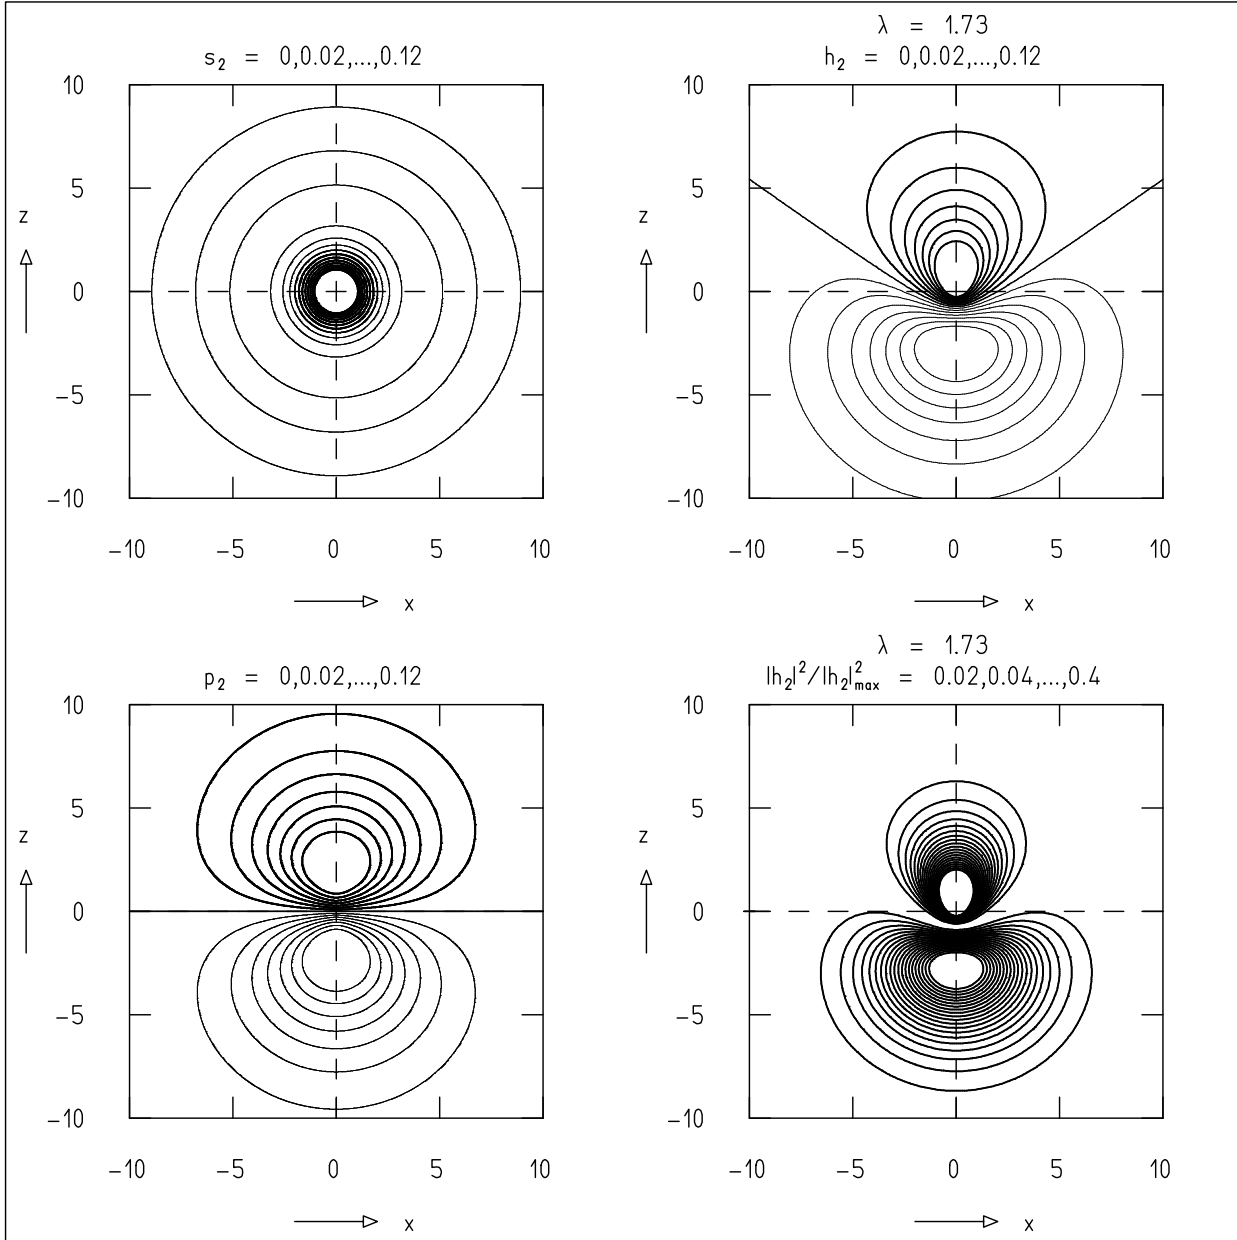 s₂ = 0,0.02,...,0.12
10
5
0
−5
−10
z
−10 −5 0 5 10
x
λ = 1.73
h₂ = 0,0.02,...,0.12
10
5
0
−5
−10
z
−10 −5 0 5 10
x
p₂ = 0,0.02,...,0.12
10
5
0
−5
−10
z
−10 −5 0 5 10
x
λ = 1.73
|h₂|²/|h₂|²max = 0.02,0.04,...,0.4
10
5
0
−5
−10
z
−10 −5 0 5 10
x